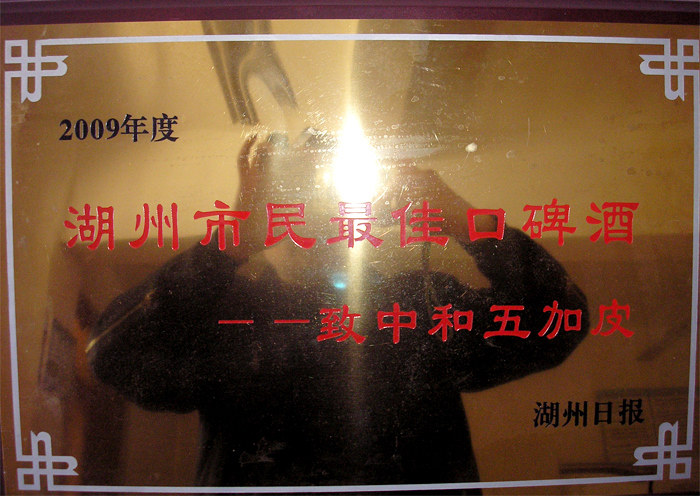 2009年度
湖州市民最佳口碑酒
——致中和五加皮
湖州日报